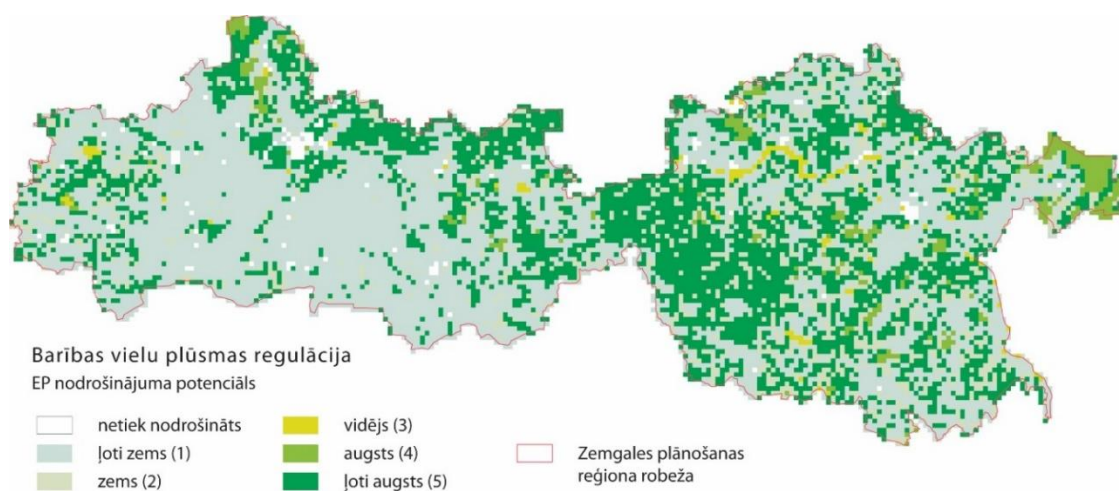 Barības vielu plūsmas regulācija
EP nodrošinājuma potenciāls
netiek nodrošināts
ļoti zems (1)
zems (2)
vidējs (3)
augsts (4)
ļoti augsts (5)
Zemgales plānošanas
reģiona robeža